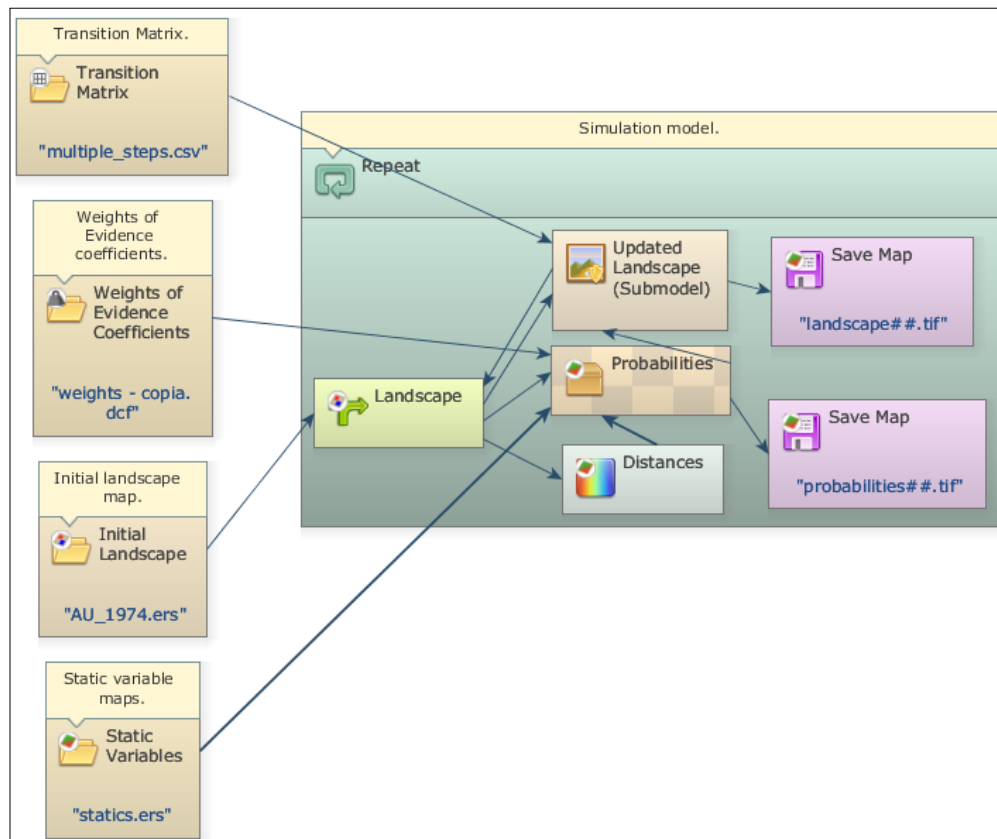 Transition Matrix.
Transition
Matrix
"multiple_steps.csv"
Weights of
Evidence
coefficients.
Weights of
Evidence
Coefficients
"weights - copia.
dcf"
Initial landscape
map.
Initial
Landscape
"AU_1974.ers"
Static variable
maps.
Static
Variables
"statics.ers"
Simulation model.
Repeat
Landscape
Updated
Landscape
(Submodel)
Probabilities
Distances
Save Map
"landscape##.tif"
Save Map
"probabilities##.tif"